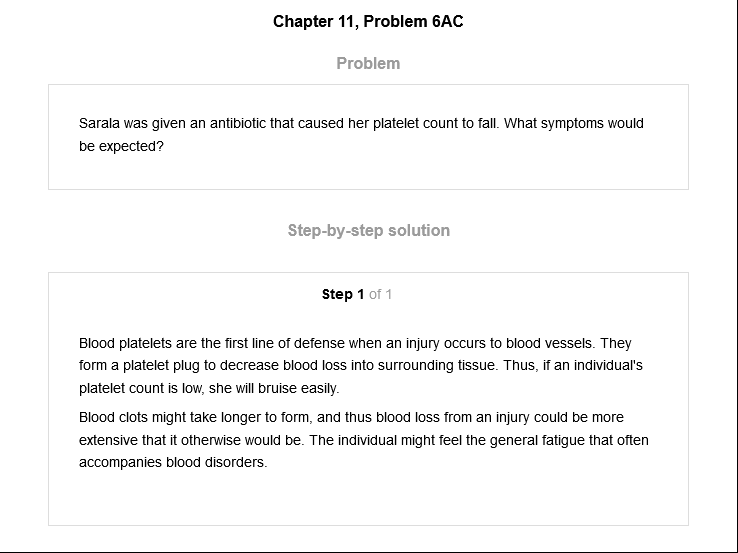 Chapter 11, Problem 6AC
Problem
Sarala was given an antibiotic that caused her platelet count to fall. What symptoms would
be expected?
Step-by-step solution
Step 1 of 1
Blood platelets are the first line of defense when an injury occurs to blood vessels. They
form a platelet plug to decrease blood loss into surrounding tissue. Thus, if an individual's
platelet count is low, she will bruise easily.
Blood clots might take longer to form, and thus blood loss from an injury could be more
extensive that it otherwise would be. The individual might feel the general fatigue that often
accompanies blood disorders.